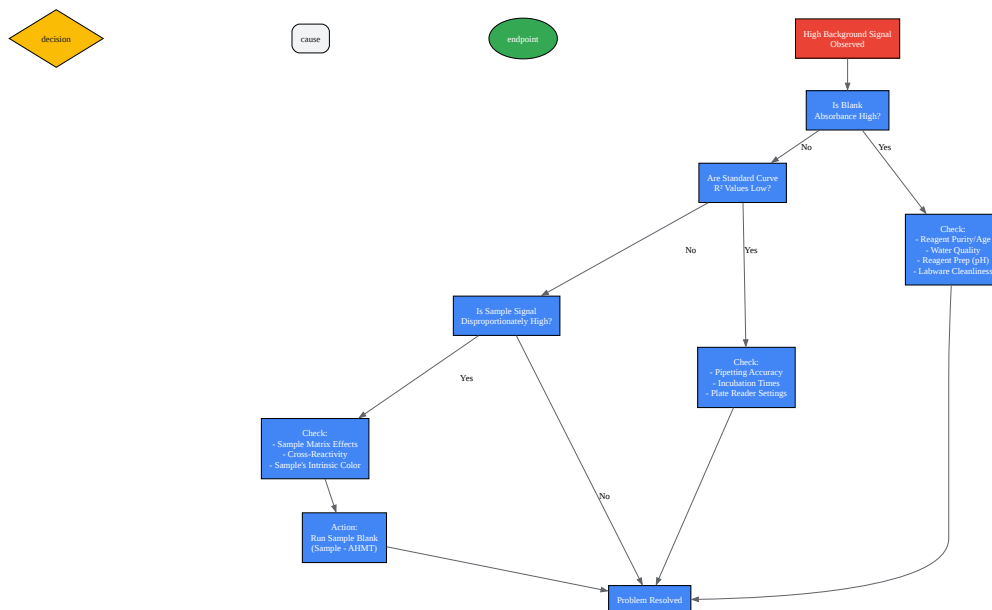 decision
cause
endpoint
High Background Signal
Observed
Is Blank
Absorbance High?
No
Yes
Are Standard Curve
R² Values Low?
Check:
- Reagent Purity/Age
- Water Quality
- Reagent Prep (pH)
- Labware Cleanliness
No
Yes
Is Sample Signal
Disproportionately High?
Check:
- Pipetting Accuracy
- Incubation Times
- Plate Reader Settings
Yes
Check:
- Sample Matrix Effects
- Cross-Reactivity
- Sample's Intrinsic Color
No
Action:
Run Sample Blank
(Sample - AHMT)
Problem Resolved